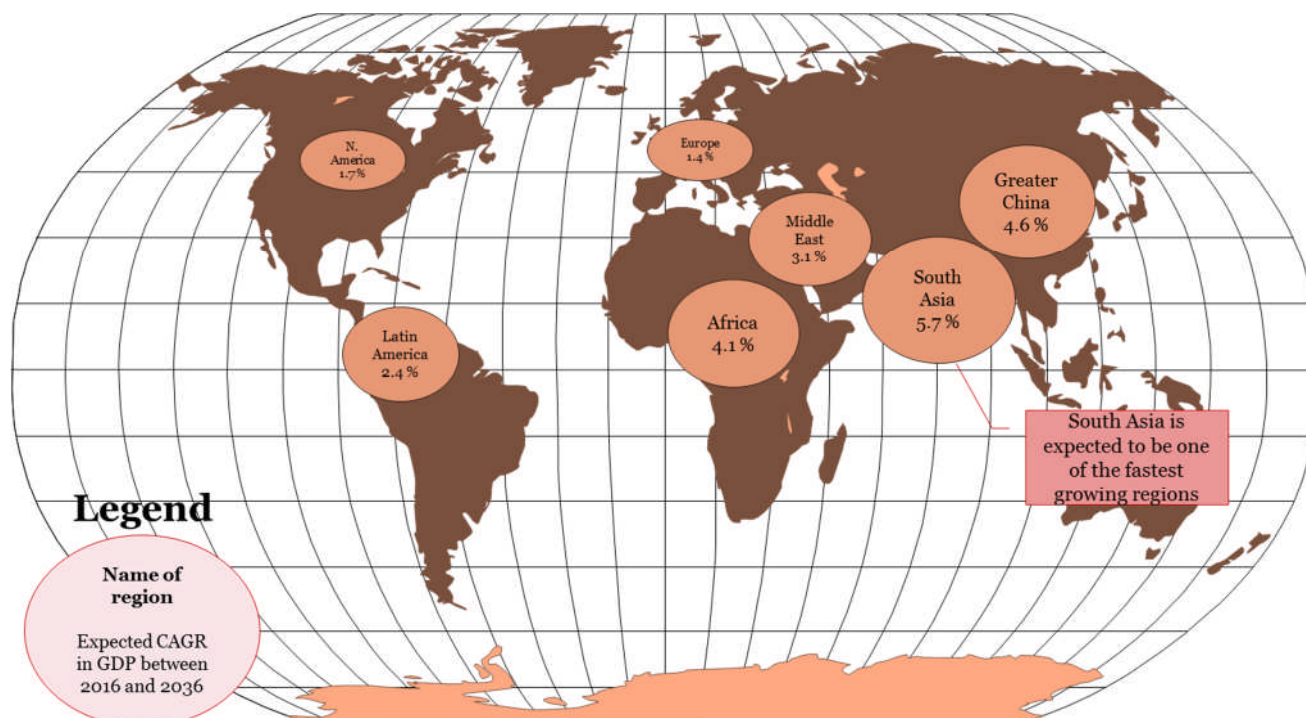 N.
America
1.7%
Europe
1.4%
Greater
China
4.6 %
Middle
East
3.1 %
South
Asia
5.7 %
Africa
4.1 %
Latin
America
2.4 %
South Asia is
expected to be one
of the fastest
growing regions
Legend
Name of
region
Expected CAGR
in GDP between
2016 and 2036